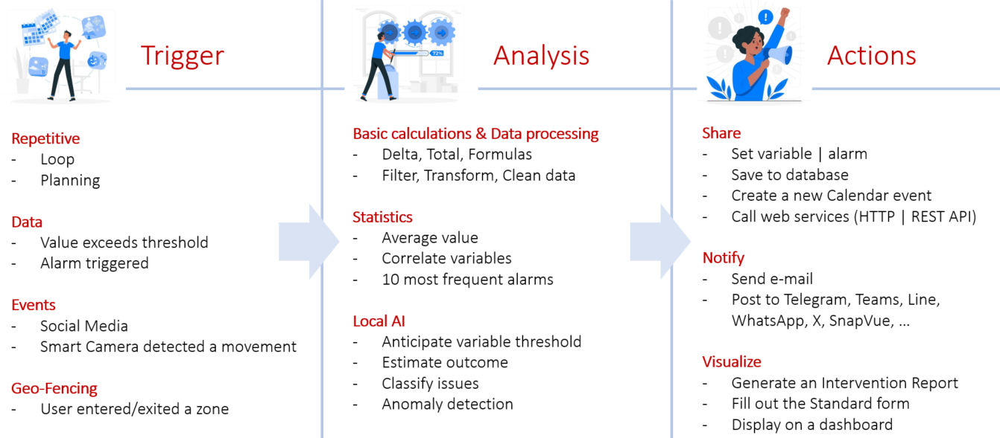 Trigger
Repetitive
- Loop
- Planning
Data
- Value exceeds threshold
- Alarm triggered
Events
- Social Media
- Smart Camera detected a movement
Geo-Fencing
- User entered/exited a zone
72%
Analysis
Basic calculations & Data processing
- Delta, Total, Formulas
- Filter, Transform, Clean data
Statistics
- Average value
- Correlate variables
- 10 most frequent alarms
Local AI
- Anticipate variable threshold
- Estimate outcome
- Classify issues
- Anomaly detection
Actions
Share
- Set variable | alarm
- Save to database
- Create a new Calendar event
- Call web services (HTTP | REST API)
Notify
- Send e-mail
- Post to Telegram, Teams, Line,
WhatsApp, X, SnapVue, ...
Visualize
- Generate an Intervention Report
- Fill out the Standard form
- Display on a dashboard